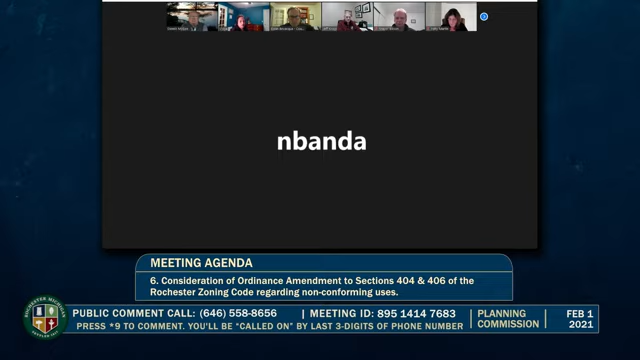 nbanda
MEETING AGENDA
6. Consideration of Ordinance Amendment to Sections 404 & 406 of the
Rochester Zoning Code regarding non-conforming uses.
PUBLIC COMMENT CALL: (646) 558-8656 | MEETING ID: 895 1414 7683
PRESS *9 TO COMMENT. YOU'LL BE "CALLED ON" BY LAST 3-DIGITS OF PHONE NUMBER
PLANNING
COMMISSION
FEB 1
2021
ROCHESTER MICHIGAN